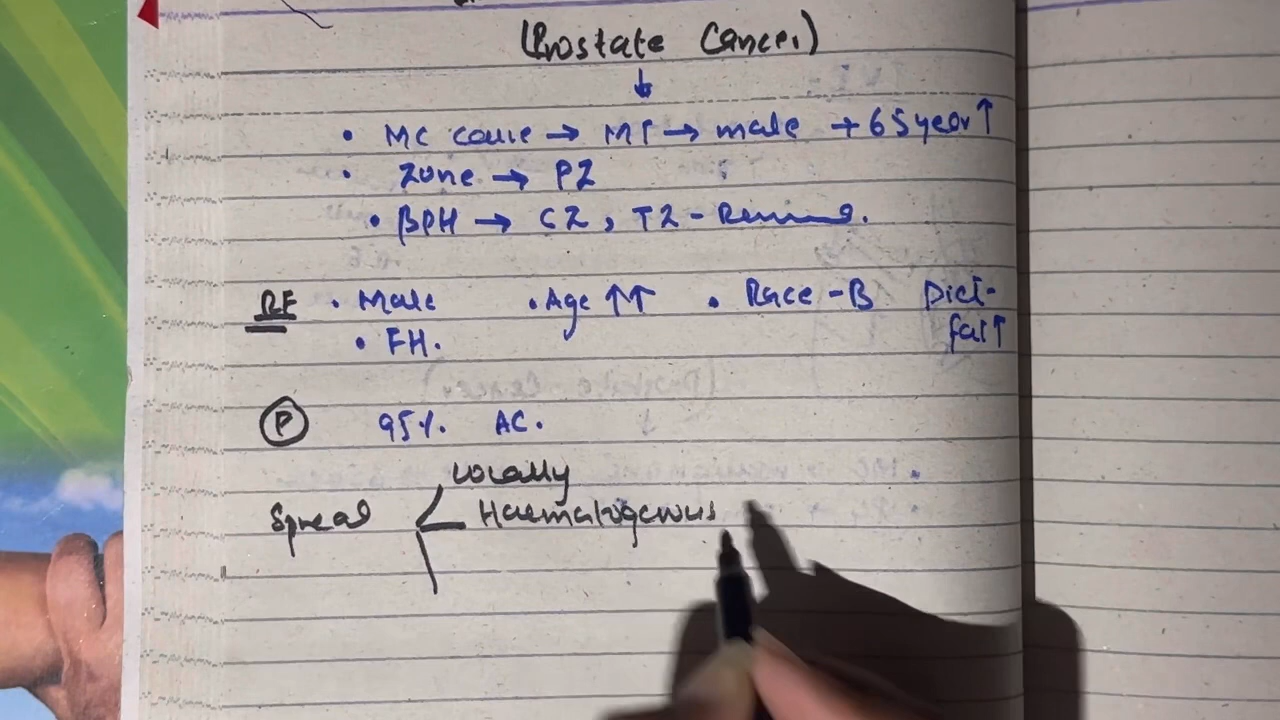 (Prostate Cancer)
↓
• MC cause → MT → male + 65 year ↑
• Zone → PZ
• BPH → CZ, TZ -
RF • Male • Age ↑↑ • Race - B Diet-
• FH. fat ↑
(P) 95%. AC.
Locally
Spread Haematogenous